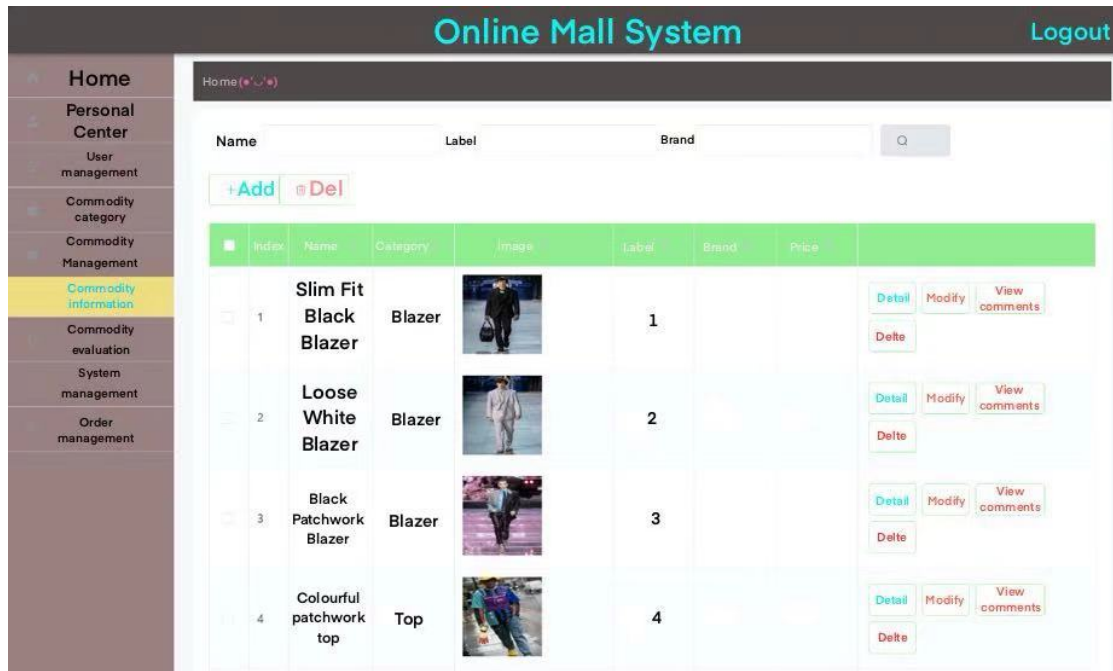 Online Mall System
Logout
Home
Personal
Center
User
management
Commodity
category
Commodity
Management
Commodity
information
Commodity
evaluation
System
management
Order
management
Home(●'◡'●)
Name Label Brand
+Add Del
Index Name Category Image Label Brand Price
1 Slim Fit
Black
Blazer Blazer 1
Detail Modify View
comments
Delte
2 Loose
White
Blazer Blazer 2
Detail Modify View
comments
Delte
3 Black
Patchwork
Blazer Blazer 3
Detail Modify View
comments
Delte
4 Colourful
patchwork
top Top 4
Detail Modify View
comments
Delte